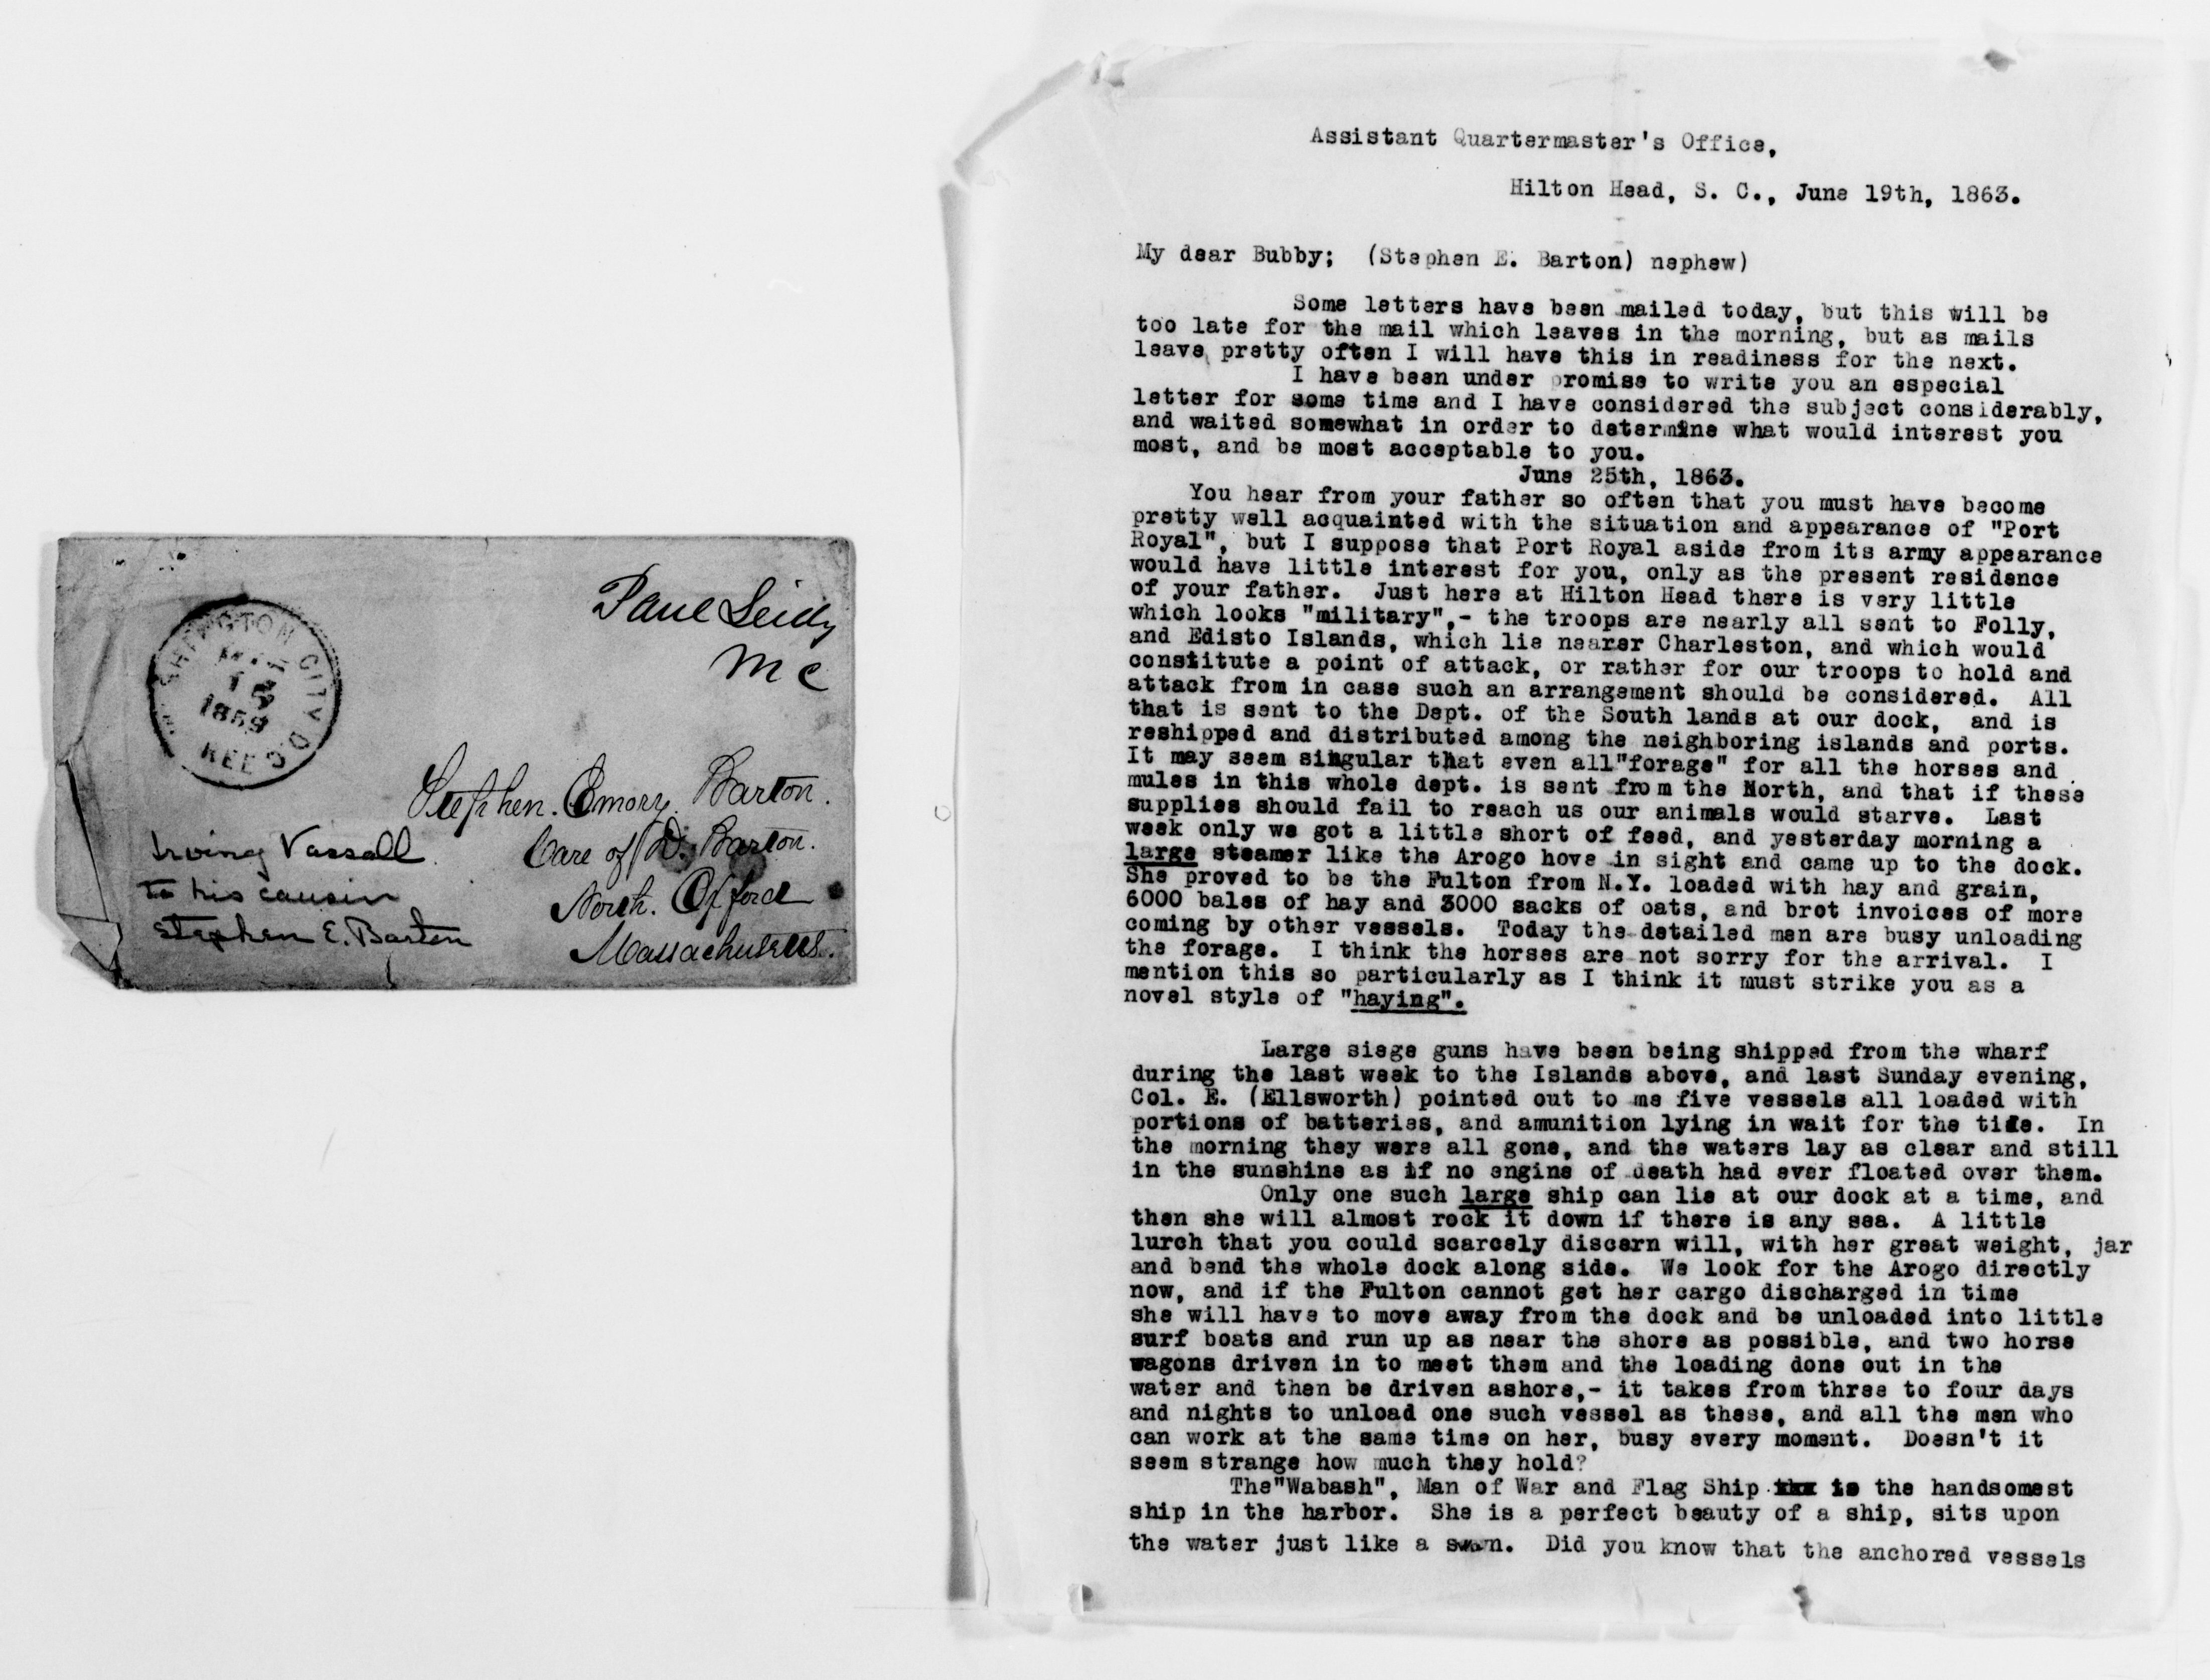 Paul Leidy
M C
WASHINGTON CITY D.C.
15
1859
Stephen. Emory. Barton.
Care of D. Barton.
North. Oxford
Massachusetts.
Irving Vassall.
to his cousin
Stephen E. Barton
Assistant Quartermaster's Office,
Hilton Head, S. C., June 19th, 1863.
My dear Bubby;  (Stephen E. Barton) nephew)
Some letters have been mailed today, but this will be
too late for the mail which leaves in the morning, but as mails
leave pretty often I will have this in readiness for the next.
I have been under promise to write you an especial
letter for some time and I have considered the subject considerably,
and waited somewhat in order to determine what would interest you
most, and be most acceptable to you.
June 25th, 1863.
You hear from your father so often that you must have become
pretty well acquainted with the situation and appearance of "Port
Royal", but I suppose that Port Royal aside from its army appearance
would have little interest for you, only as the present residence
of your father.  Just here at Hilton Head there is very little
which looks "military",- the troops are nearly all sent to Folly,
and Edisto Islands, which lie nearer Charleston, and which would
constitute a point of attack, or rather for our troops to hold and
attack from in case such an arrangement should be considered.  All
that is sent to the Dept. of the South lands at our dock,  and is
reshipped and distributed among the neighboring islands and ports.
It may seem singular that even all"forage" for all the horses and
mules in this whole dept. is sent from the North, and that if these
supplies should fail to reach us our animals would starve.  Last
week only we got a little short of feed, and yesterday morning a
large steamer like the Arogo hove in sight and came up to the dock.
She proved to be the Fulton from N.Y. loaded with hay and grain,
6000 bales of hay and 3000 sacks of oats, and brot invoices of more
coming by other vessels.  Today the detailed men are busy unloading
the forage.  I think the horses are not sorry for the arrival.  I
mention this so particularly as I think it must strike you as a
novel style of "haying".
Large siege guns have been being shipped from the wharf
during the last week to the Islands above, and last Sunday evening,
Col. E. (Ellsworth) pointed out to me five vessels all loaded with
portions of batteries, and amunition lying in wait for the tide.  In
the morning they were all gone, and the waters lay as clear and still
in the sunshine as if no engine of death had ever floated over them.
Only one such large ship can lie at our dock at a time, and
then she will almost rock it down if there is any sea.  A little
lurch that you could scarcely discern will, with her great weight, jar
and bend the whole dock along side.  We look for the Arogo directly
now, and if the Fulton cannot get her cargo discharged in time
she will have to move away from the dock and be unloaded into little
surf boats and run up as near the shore as possible, and two horse
wagons driven in to meet them and the loading done out in the
water and then be driven ashore,- it takes from three to four days
and nights to unload one such vessel as these, and all the men who
can work at the same time on her, busy every moment.  Doesn't it
seem strange how much they hold?
The"Wabash", Man of War and Flag Ship is the handsomest
ship in the harbor.  She is a perfect beauty of a ship, sits upon
the water just like a swan.  Did you know that the anchored vessels